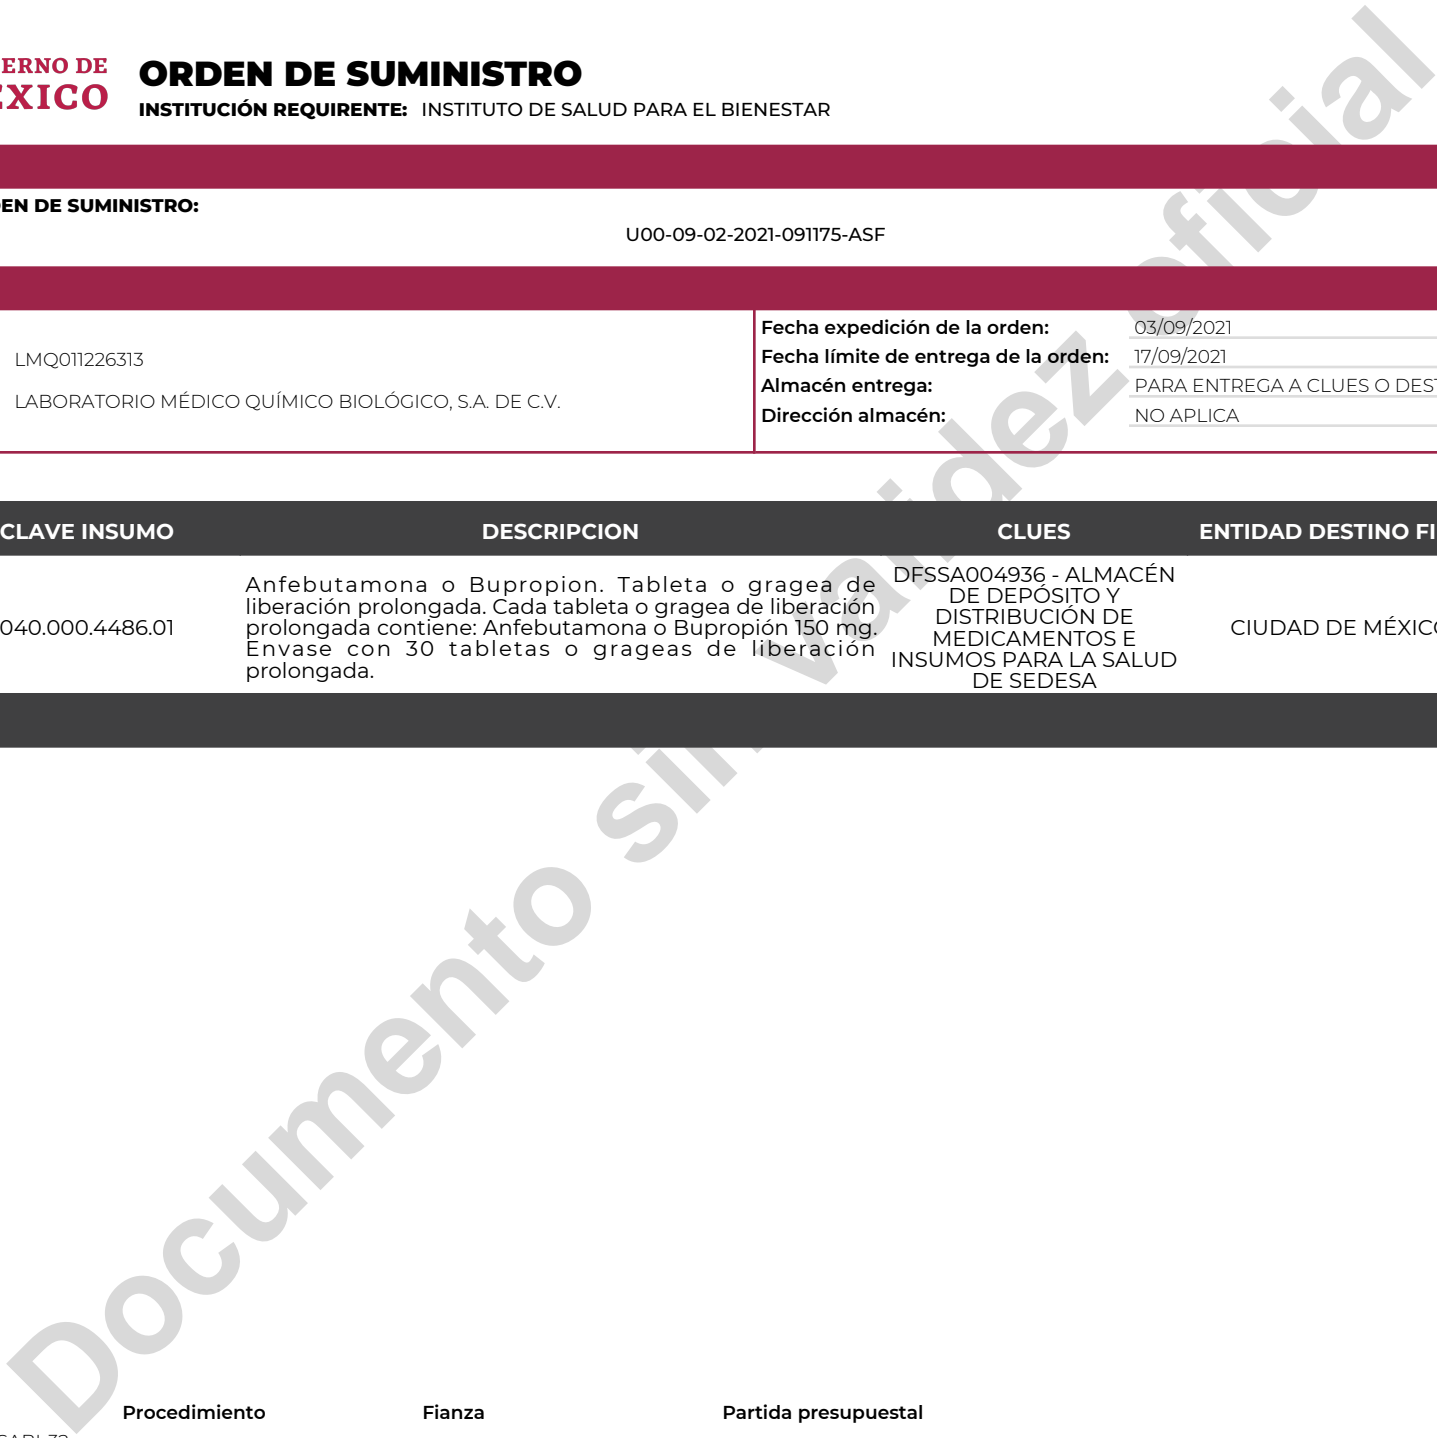 ERNO DE
ORDEN DE SUMINISTRO
INSTITUCIÓN REQUIRENTE: INSTITUTO DE SALUD PARA EL BIENESTAR
EN DE SUMINISTRO:
U00-09-02-2021-091175-ASF
LMQ011226313
LABORATORIO MÉDICO QUÍMICO BIOLÓGICO, S.A. DE C.V.
Fecha expedición de la orden: 03/09/2021
Fecha límite de entrega de la orden: 17/09/2021
Almacén entrega: PARA ENTREGA A CLUES O DEST
Dirección almacén: NO APLICA
CLAVE INSUMO DESCRIPCION CLUES ENTIDAD DESTINO FI
040.000.4486.01
Anfebutamona o Bupropion. Tableta o gragea de
liberación prolongada. Cada tableta o gragea de liberación
prolongada contiene: Anfebutamona o Bupropión 150 mg.
Envase con 30 tabletas o grageas de liberación
prolongada.
DFSSA004936 - ALMACÉN
DE DEPÓSITO Y
DISTRIBUCIÓN DE
MEDICAMENTOS E
INSUMOS PARA LA SALUD
DE SEDESA
CIUDAD DE MÉXICO
Documento sin validez oficial
Procedimiento Fianza Partida presupuestal